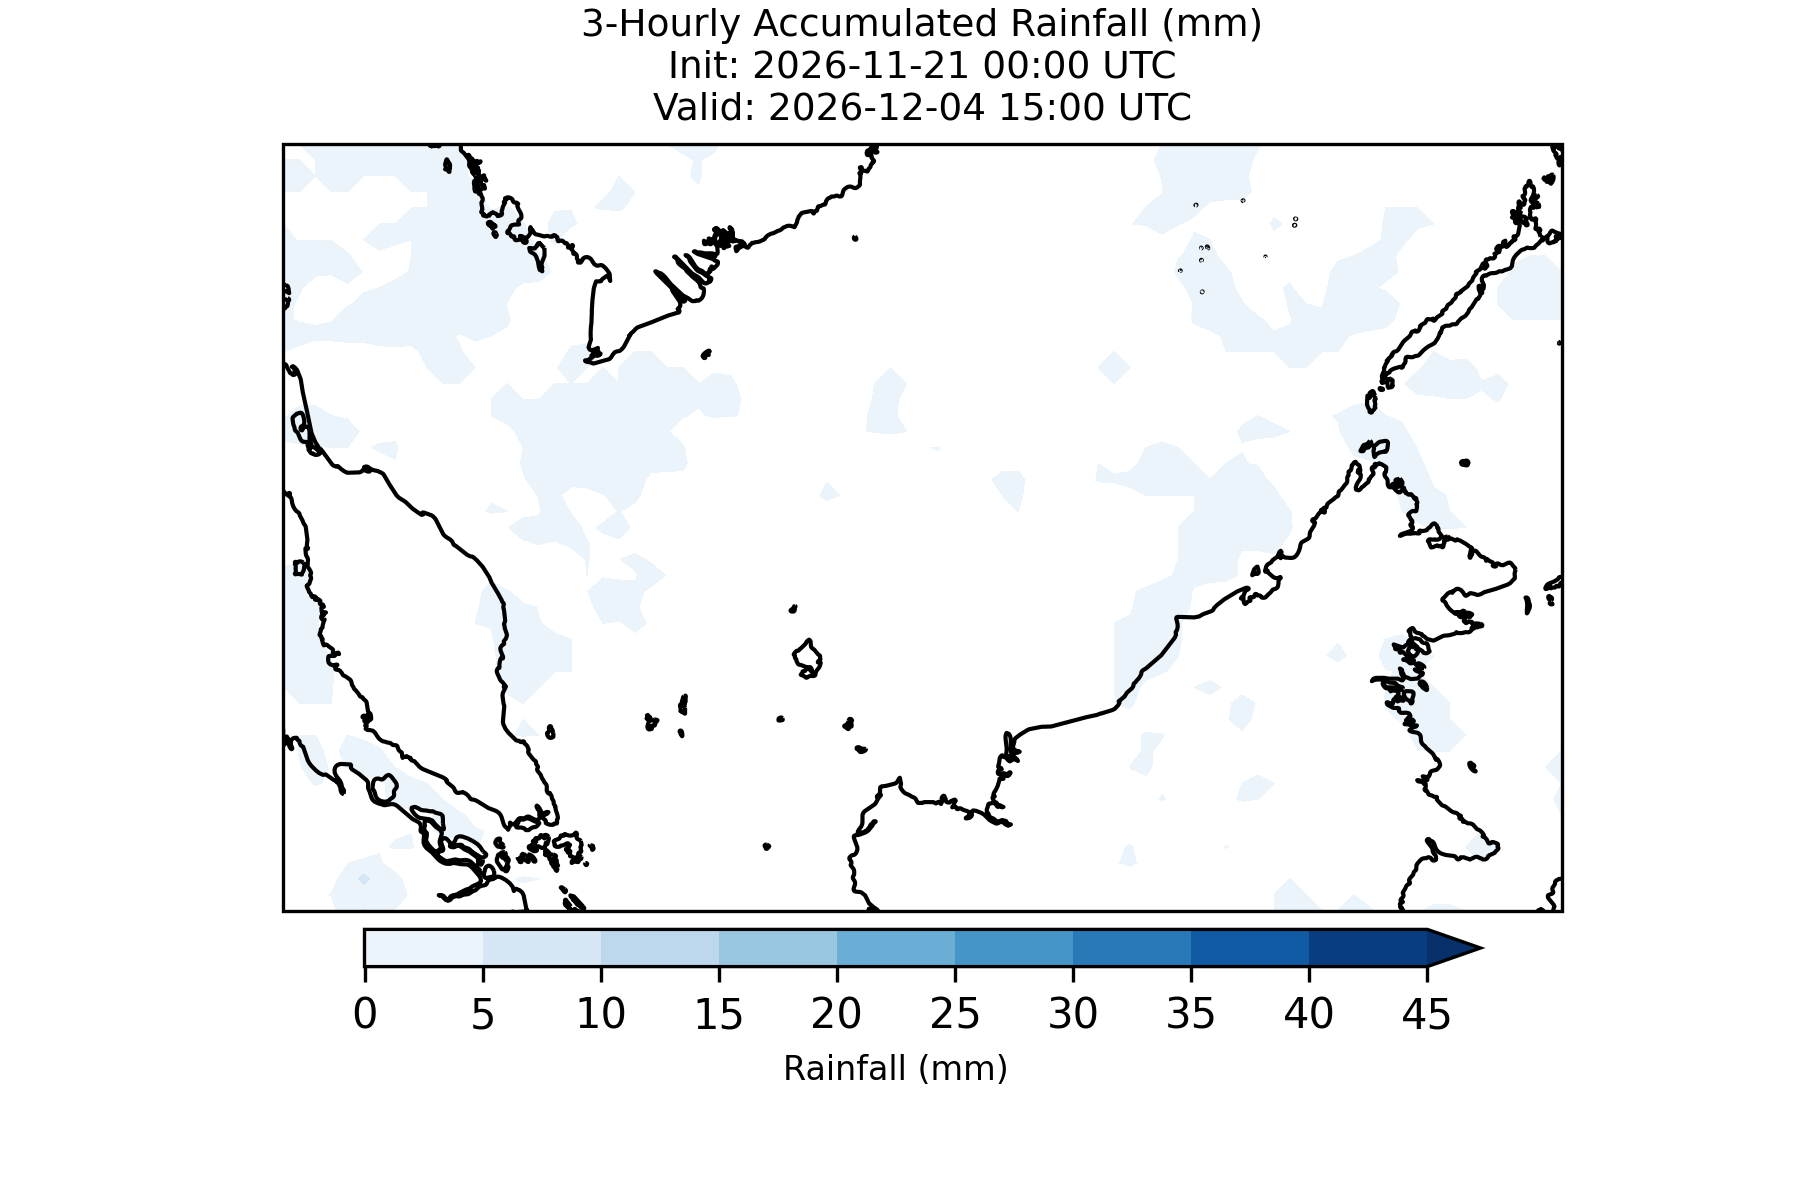 3-Hourly Accumulated Rainfall (mm)
Init: 2026-11-21 00:00 UTC
Valid: 2026-12-04 15:00 UTC
0 5 10 15 20 25 30 35 40 45
Rainfall (mm)